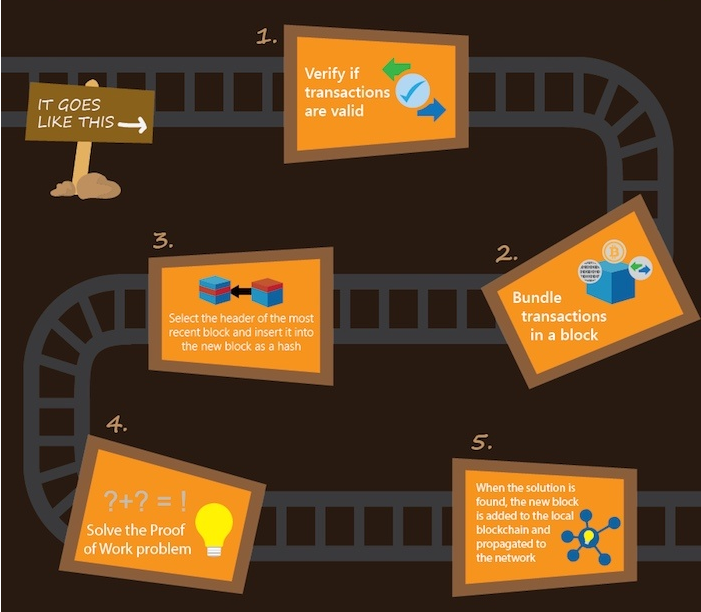 IT GOES
LIKE THIS
1.
Verify if
transactions
are valid
2.
Bundle
transactions
in a block
3.
Select the header of the most
recent block and insert it into
the new block as a hash
4.
?+? = !
Solve the Proof
of Work problem
5.
When the solution is
found, the new block
is added to the local
blockchain and
propagated to
the network